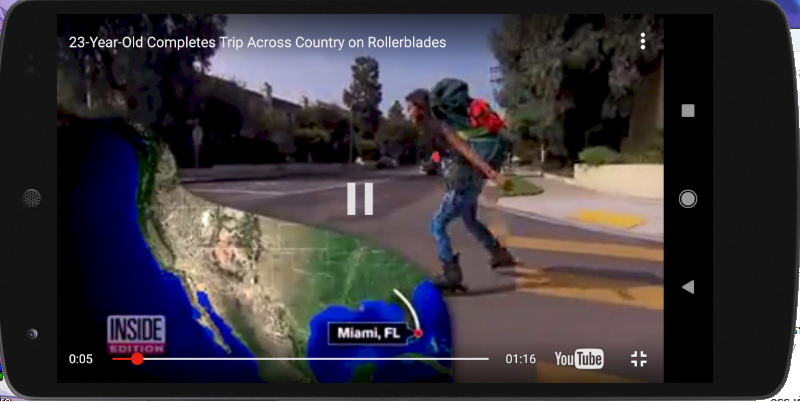 23-Year-Old Completes Trip Across Country on Rollerblades
INSIDE
EDITION
Miami, FL
0:05
01:16
YouTube